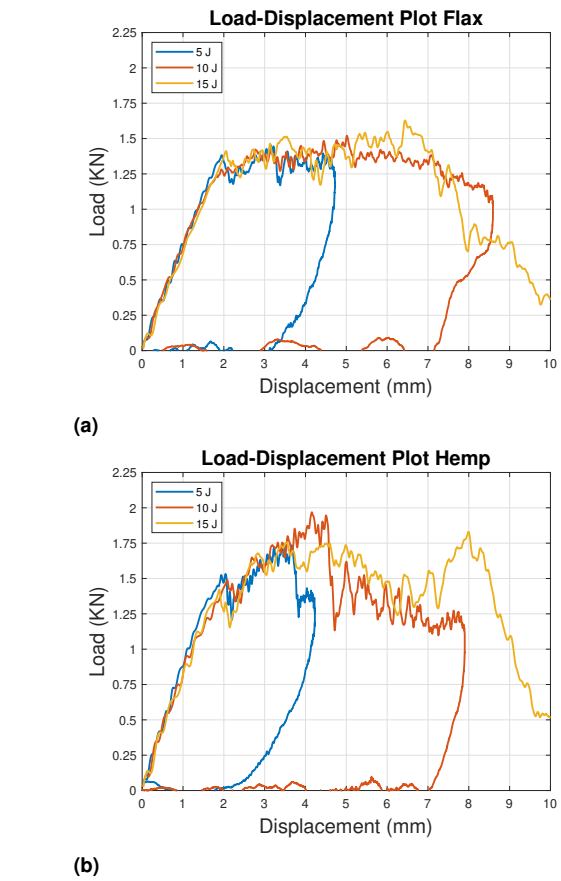 Load-Displacement Plot Flax
2.25
2
1.75
1.5
1.25
1
0.75
0.5
0.25
0
Load (KN)
5 J
10 J
15 J
0 1 2 3 4 5 6 7 8 9 10
Displacement (mm)
(a)
Load-Displacement Plot Hemp
2.25
2
1.75
1.5
1.25
1
0.75
0.5
0.25
0
Load (KN)
5 J
10 J
15 J
0 1 2 3 4 5 6 7 8 9 10
Displacement (mm)
(b)